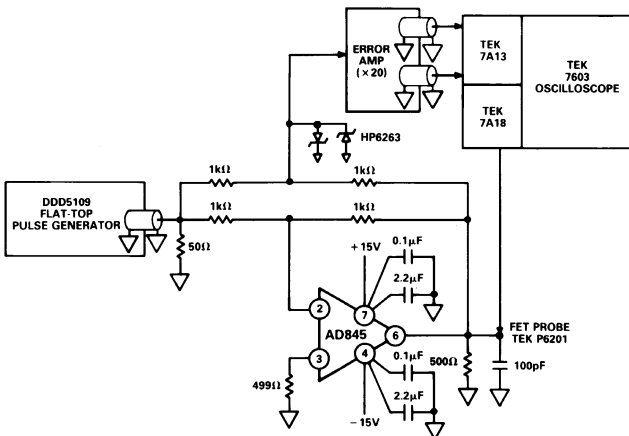 ERROR
AMP
(×20)
TEK
7A13
TEK
7603
OSCILLOSCOPE
TEK
7A18
HP6263
1kΩ
1kΩ
DDD5109
FLAT-TOP
PULSE GENERATOR
1kΩ
1kΩ
50Ω
+15V
0.1μF
2.2μF
2
7
AD845
6
FET PROBE
TEK P6201
3
4
0.1μF
500Ω
100pF
499Ω
2.2μF
−15V